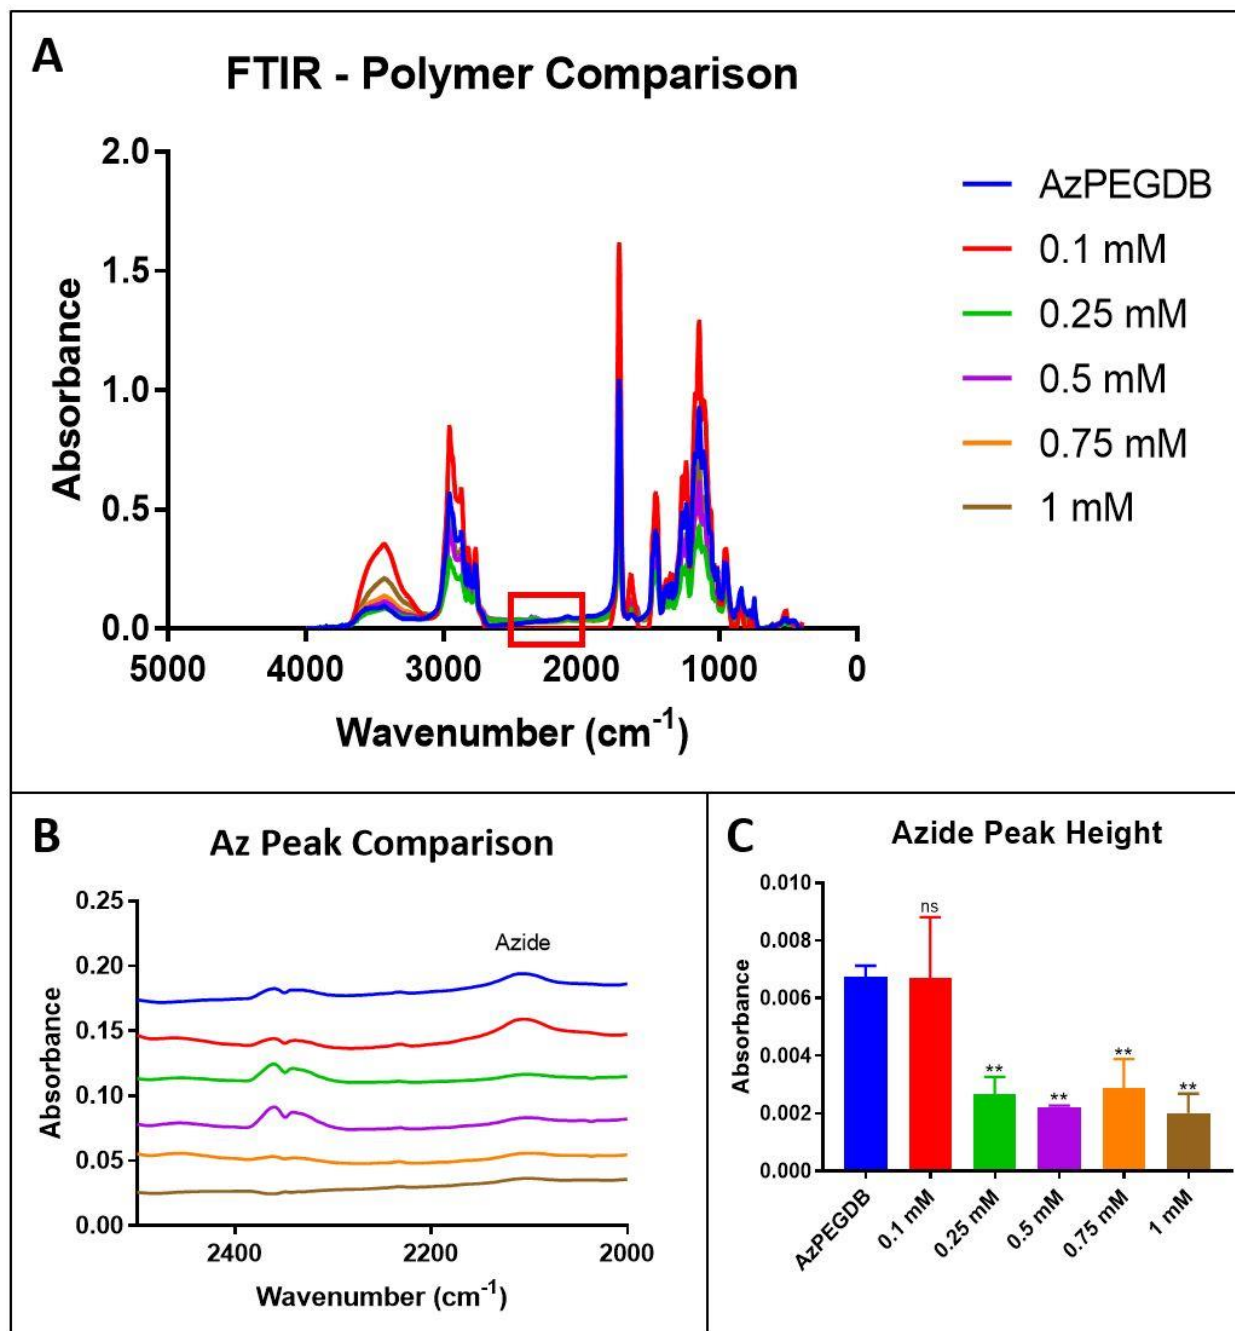 A
FTIR - Polymer Comparison
2.0
1.5
1.0
0.5
0.0
Absorbance
5000 4000 3000 2000 1000 0
Wavenumber (cm⁻¹)
AzPEGDB
0.1 mM
0.25 mM
0.5 mM
0.75 mM
1 mM
B
Az Peak Comparison
0.25
0.20
0.15
0.10
0.05
0.00
Absorbance
Azide
2400 2200 2000
Wavenumber (cm⁻¹)
C
Azide Peak Height
0.010
0.008
0.006
0.004
0.002
0.000
Absorbance
ns
**
**
**
**
AzPEGDB
0.1 mM
0.25 mM
0.5 mM
0.75 mM
1 mM